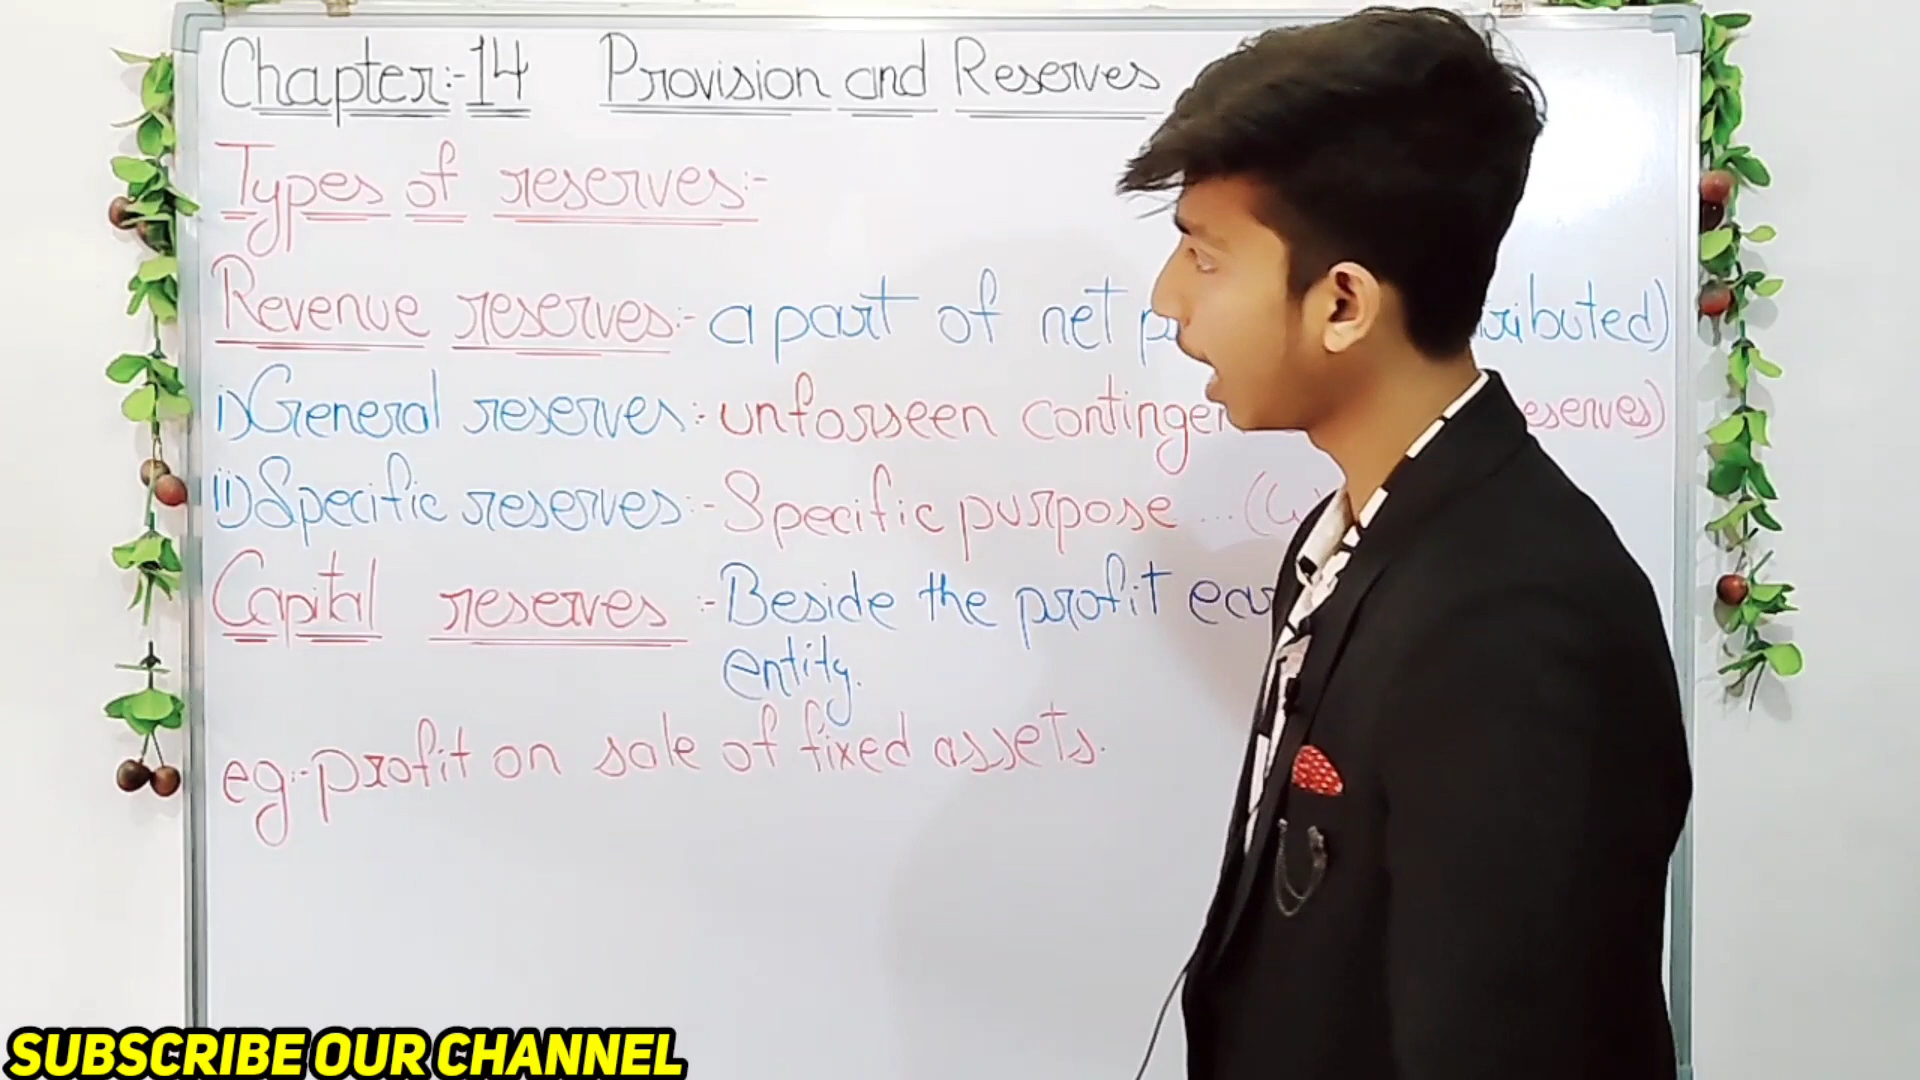 Chapter:-14 Provision and Reserves
Types of reserves:-
Revenue reserves:- a part of net
i) General reserves:- unforseen
ii) Specific reserves:- Specific purpose ... (
Capital reserves :- Beside the profit
entity.
eg:- profit on sale of fixed assets.
SUBSCRIBE OUR CHANNEL